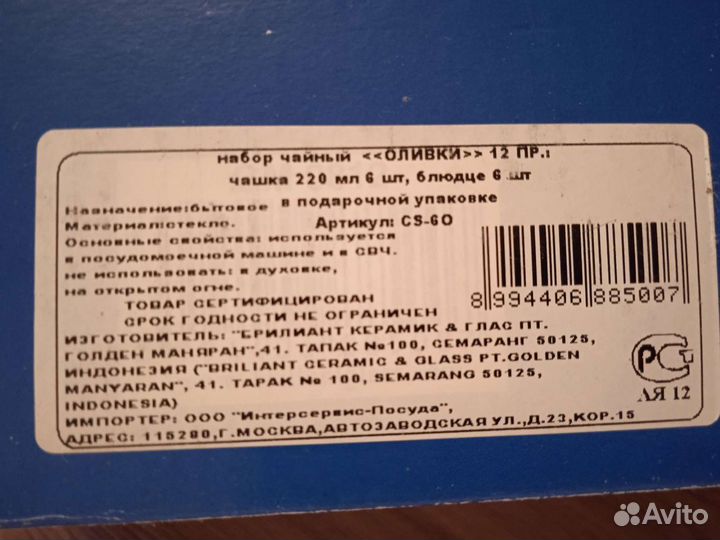 набор чайный <<ОЛИВКИ>> 12 ПР.:
чашка 220 мл 6 шт, блюдце 6 шт
Назначение:бытовое в подарочной упаковке
Материал:стекло. Артикул: CS-6O
Основные свойства: используется
в посудомоечной машине и в СВЧ.
не использовать: в духовке,
на открытом огне.
ТОВАР СЕРТИФИЦИРОВАН
СРОК ГОДНОСТИ НЕ ОГРАНИЧЕН
8 994406 885007
ИЗГОТОВИТЕЛЬ: "БРИЛИАНТ КЕРАМИК & ГЛАС ПТ.
ГОЛДЕН МАНЯРАН",41. ТАПАК №100, СЕМАРАНГ 50125,
ИНДОНЕЗИЯ ("BRILIANT CERAMIC & GLASS PT.GOLDEN
MANYARAN", 41. TAPAK № 100, SEMARANG 50125,
INDONESIA)
ИМПОРТЕР: ООО "Интерсервис-Посуда",
АДРЕС: 115280,Г.МОСКВА,АВТОЗАВОДСКАЯ УЛ.,Д.23,КОР.15
РСТ
АЯ 12
Avito